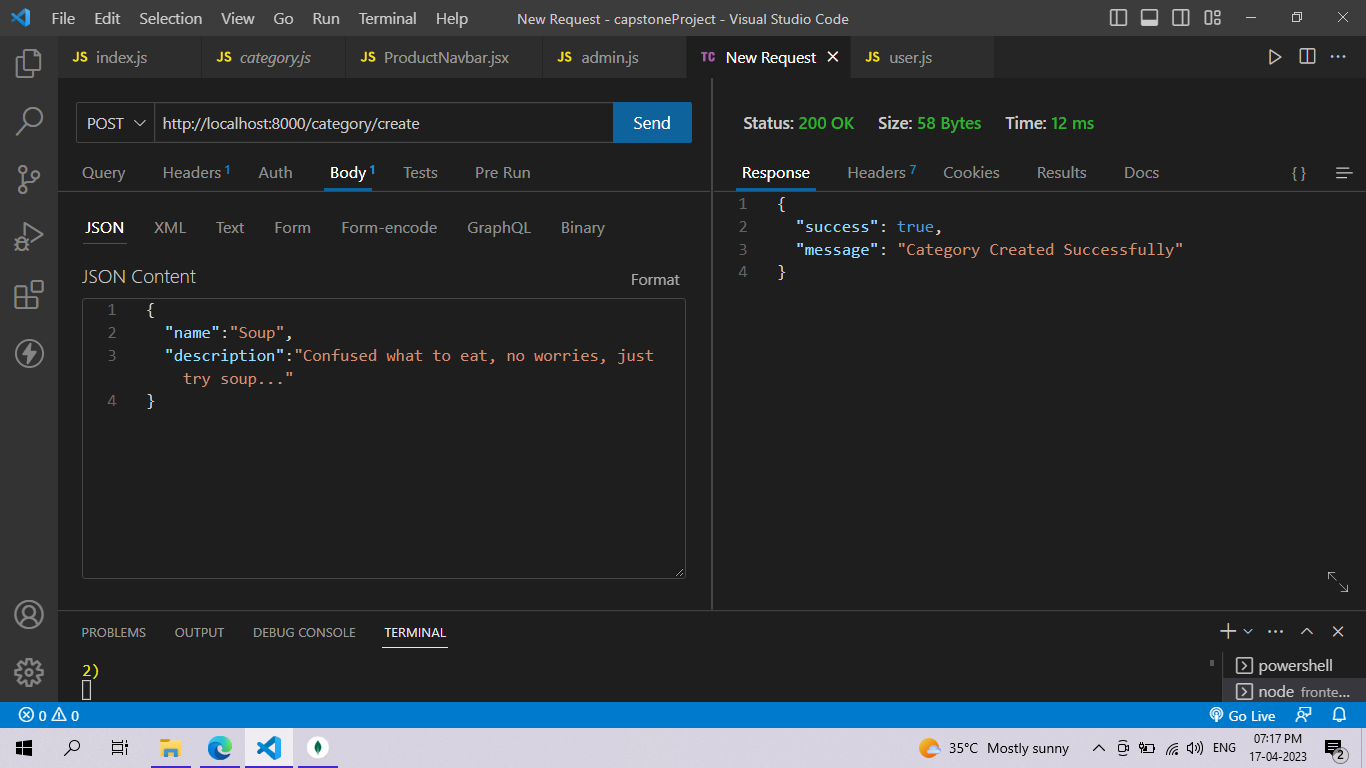 File Edit Selection View Go Run Terminal Help New Request - capstoneProject - Visual Studio Code
JS index.js JS category.js JS ProductNavbar.jsx JS admin.js TC New Request JS user.js
POST http://localhost:8000/category/create Send
Status: 200 OK Size: 58 Bytes Time: 12 ms
Query Headers 1 Auth Body 1 Tests Pre Run
Response Headers 7 Cookies Results Docs { }
JSON XML Text Form Form-encode GraphQL Binary
JSON Content
Format
1 {
2 "name":"Soup",
3 "description":"Confused what to eat, no worries, just
try soup..."
4 }
1 {
2 "success": true,
3 "message": "Category Created Successfully"
4 }
PROBLEMS OUTPUT DEBUG CONSOLE TERMINAL
2)
powershell
node fronte...
0 0 Go Live
35°C Mostly sunny ENG 07:17 PM
17-04-2023 2